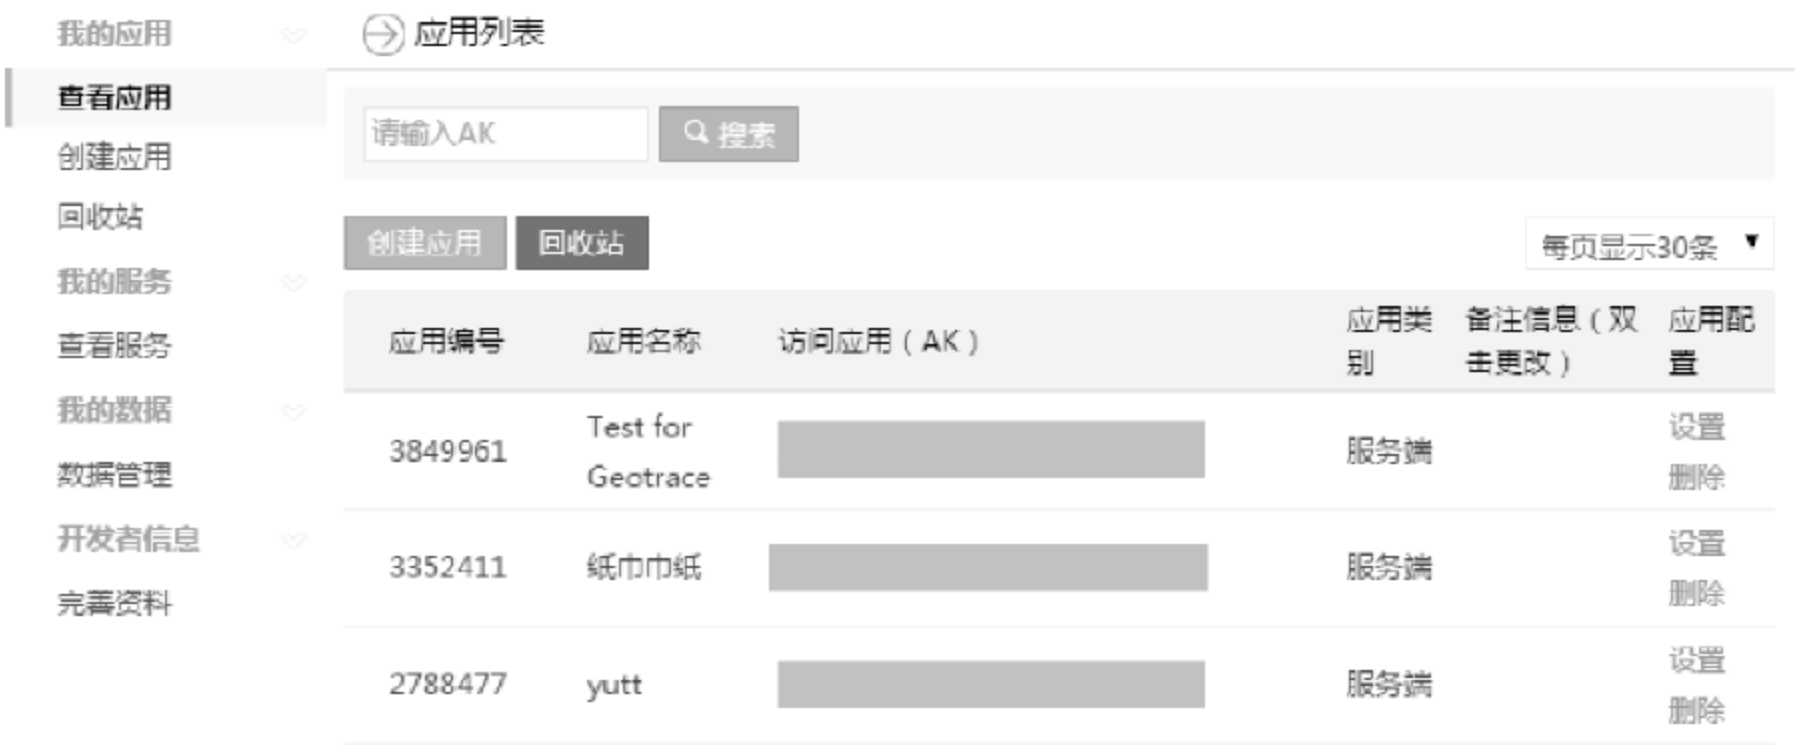 我的应用
查看应用
创建应用
回收站
我的服务
查看服务
我的数据
数据管理
开发者信息
完善资料
应用列表
请输入AK
搜索
创建应用
回收站
每页显示30条
应用编号
应用名称
访问应用（AK）
应用类
别
备注信息（双
击更改）
应用配
置
3849961
Test for
Geotrace
服务端
设置
删除
3352411
纸巾巾纸
服务端
设置
删除
2788477
yutt
服务端
设置
删除